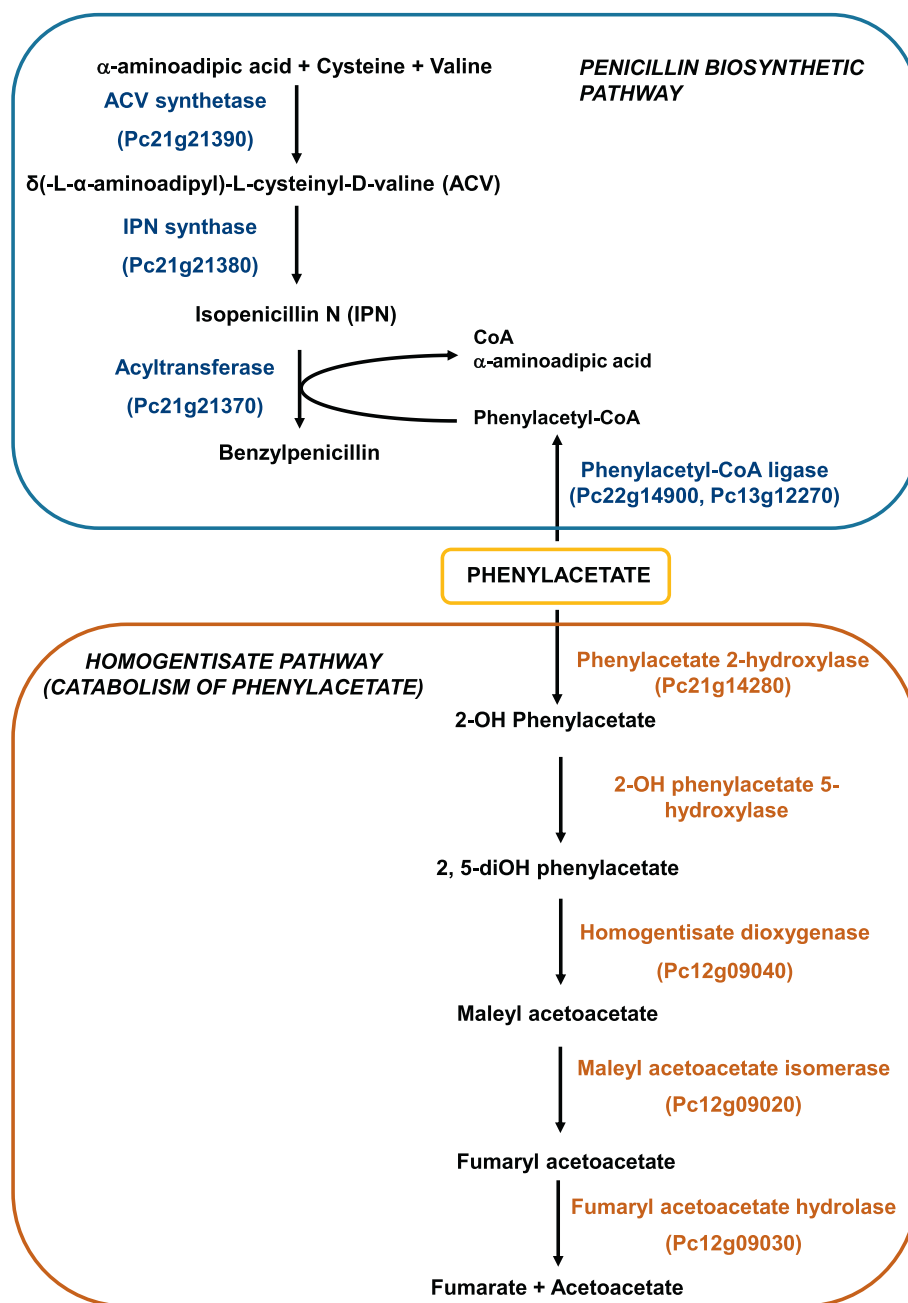 α-aminoadipic acid + Cysteine + Valine
PENICILLIN BIOSYNTHETIC
PATHWAY
ACV synthetase
(Pc21g21390)
δ(-L-α-aminoadipyl)-L-cysteinyl-D-valine (ACV)
IPN synthase
(Pc21g21380)
Isopenicillin N (IPN)
CoA
α-aminoadipic acid
Acyltransferase
(Pc21g21370)
Phenylacetyl-CoA
Benzylpenicillin
Phenylacetyl-CoA ligase
(Pc22g14900, Pc13g12270)
PHENYLACETATE
HOMOGENTISATE PATHWAY
(CATABOLISM OF PHENYLACETATE)
Phenylacetate 2-hydroxylase
(Pc21g14280)
2-OH Phenylacetate
2-OH phenylacetate 5-
hydroxylase
2, 5-diOH phenylacetate
Homogentisate dioxygenase
(Pc12g09040)
Maleyl acetoacetate
Maleyl acetoacetate isomerase
(Pc12g09020)
Fumaryl acetoacetate
Fumaryl acetoacetate hydrolase
(Pc12g09030)
Fumarate + Acetoacetate